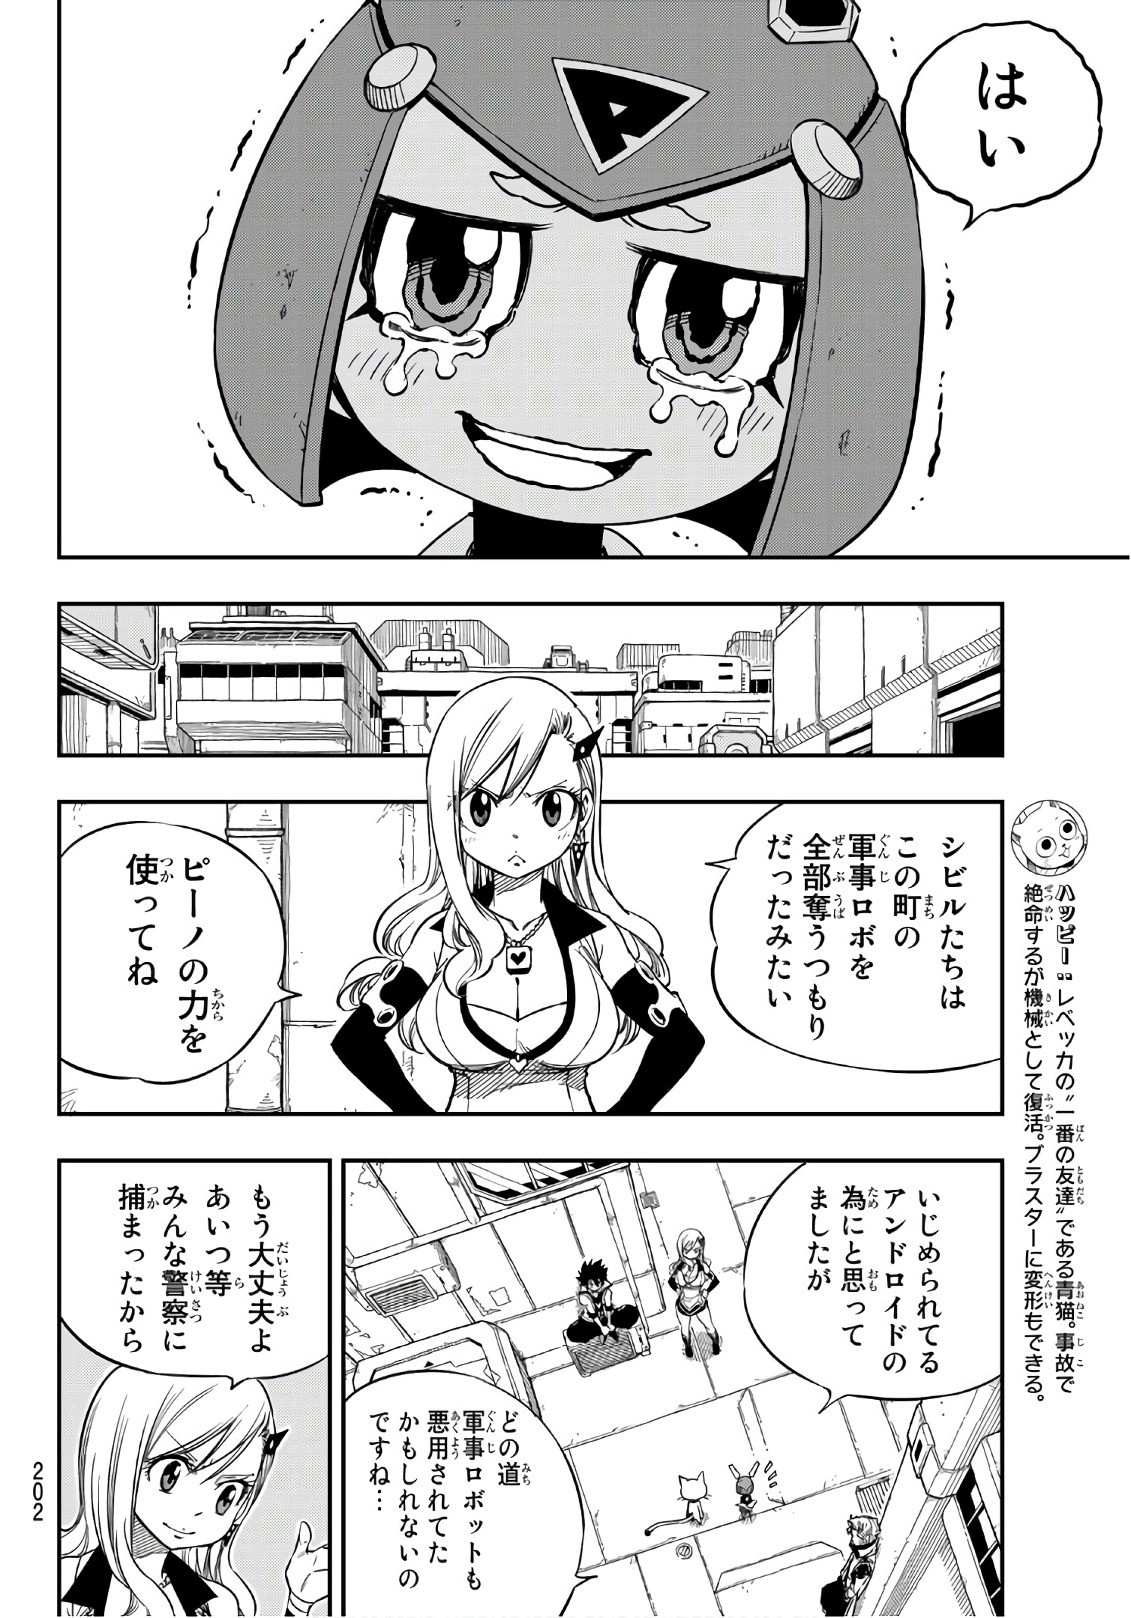 はい
シビルたちは
この町の
軍事ロボを
全部奪うつもり
だったみたい
ピーノの力を
使ってね
いじめられてる
アンドロイドの
為にと思って
ましたが
どの道
軍事ロボットも
悪用されてた
かもしれないの
ですね…
もう大丈夫よ
あいつ等
みんな警察に
捕まったから
ハッピー：レベッカの〝一番の友達〟である青猫。事故で
絶命するが機械として復活。ブラスターに変形もできる。
202